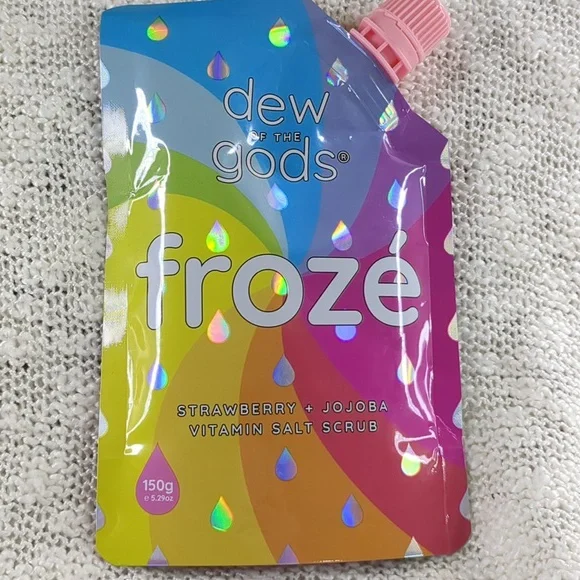 dew
OF THE
gods®
frozé
STRAWBERRY + JOJOBA
VITAMIN SALT SCRUB
150g
e 5.29oz